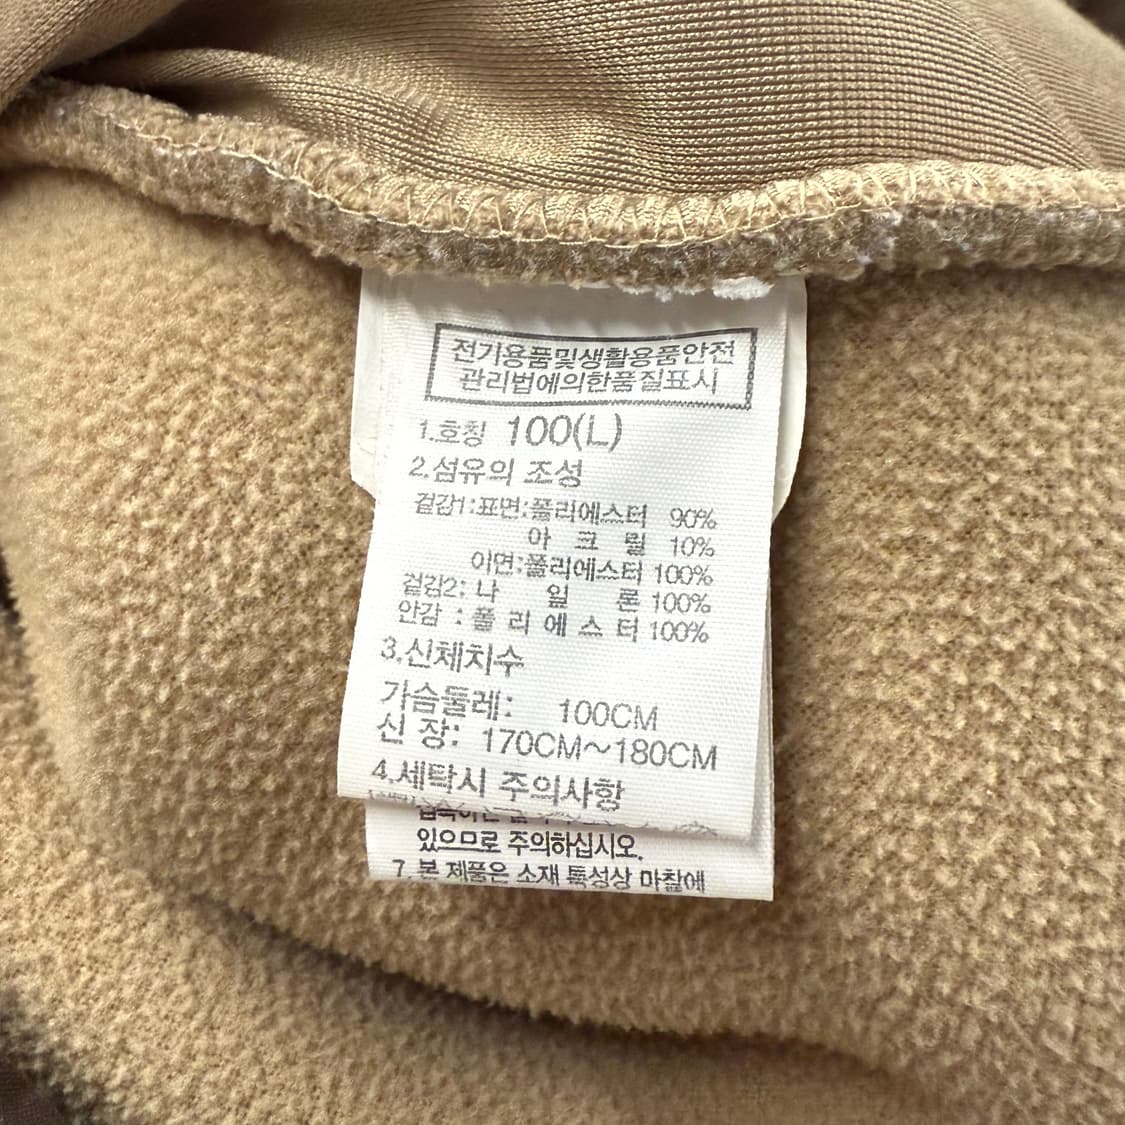 전기용품및생활용품안전
관리법에의한품질표시
1.호칭 100(L)
2.섬유의 조성
겉감1:표면:폴리에스터 90%
아 크 릴 10%
이면:폴리에스터 100%
겉감2: 나 일 론 100%
안감 : 폴 리 에 스 터 100%
3.신체치수
가슴둘레: 100CM
신 장: 170CM~180CM
4.세탁시 주의사항
있으므로 주의하십시오.
7. 본 제품은 소재 특성상 마찰에